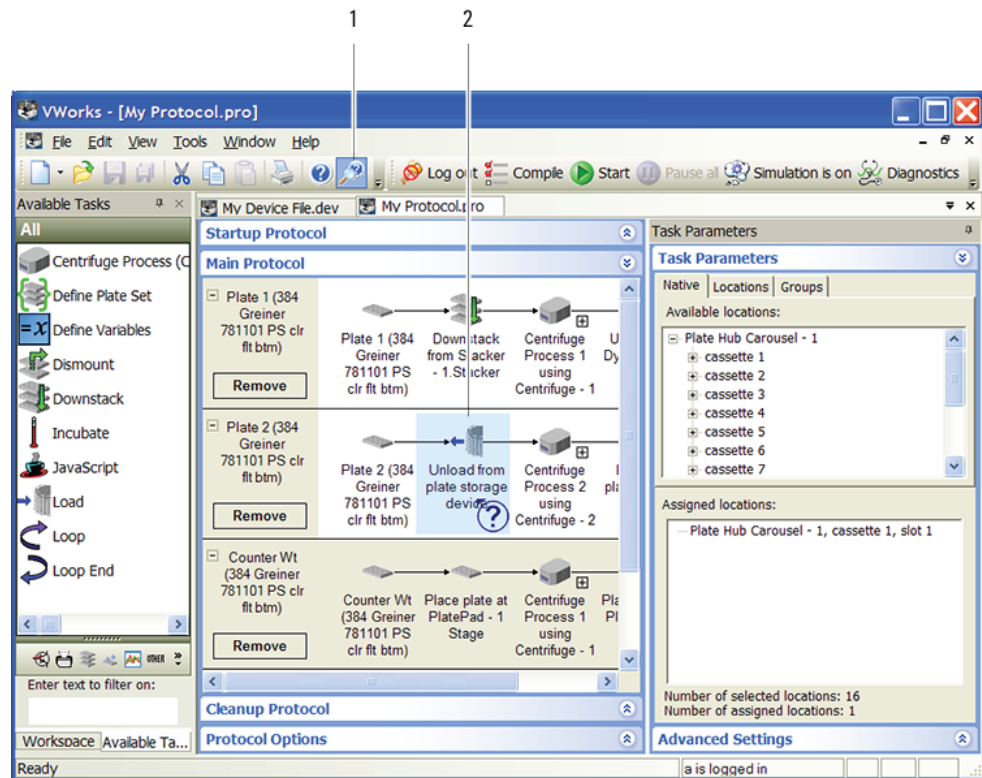 1
2
VWorks - [My Protocol.pro]
File Edit View Tools Window Help
Log out Compile Start Pause all Simulation is on Diagnostics
Available Tasks
My Device File.dev My Protocol.pro
All
Centrifuge Process (C
Define Plate Set
=x Define Variables
Dismount
Downstack
Incubate
JavaScript
Load
Loop
Loop End
OTHER
Enter text to filter on:
Workspace Available Ta...
Startup Protocol
Main Protocol
Plate 1 (384
Greiner
781101 PS clr
flt btm)
Remove
Plate 1 (384
Greiner
781101 PS
clr flt btm)
Downstack
from Stacker
- 1.Stacker
Centrifuge
Process 1
using
Centrifuge - 1
U
Dy
Plate 2 (384
Greiner
781101 PS clr
flt btm)
Remove
Plate 2 (384
Greiner
781101 PS
clr flt btm)
Unload from
plate storage
device
?
Centrifuge
Process 2
using
Centrifuge - 2
pla
Counter Wt
(384 Greiner
781101 PS clr
flt btm)
Remove
Counter Wt
(384 Greiner
781101 PS
clr flt btm)
Place plate at
PlatePad - 1
Stage
Centrifuge
Process 1
using
Centrifuge - 1
Pla
Pl
Cleanup Protocol
Protocol Options
Task Parameters
Task Parameters
Native Locations Groups
Available locations:
Plate Hub Carousel - 1
cassette 1
cassette 2
cassette 3
cassette 4
cassette 5
cassette 6
cassette 7
Assigned locations:
Plate Hub Carousel - 1, cassette 1, slot 1
Number of selected locations: 16
Number of assigned locations: 1
Advanced Settings
Ready
a is logged in